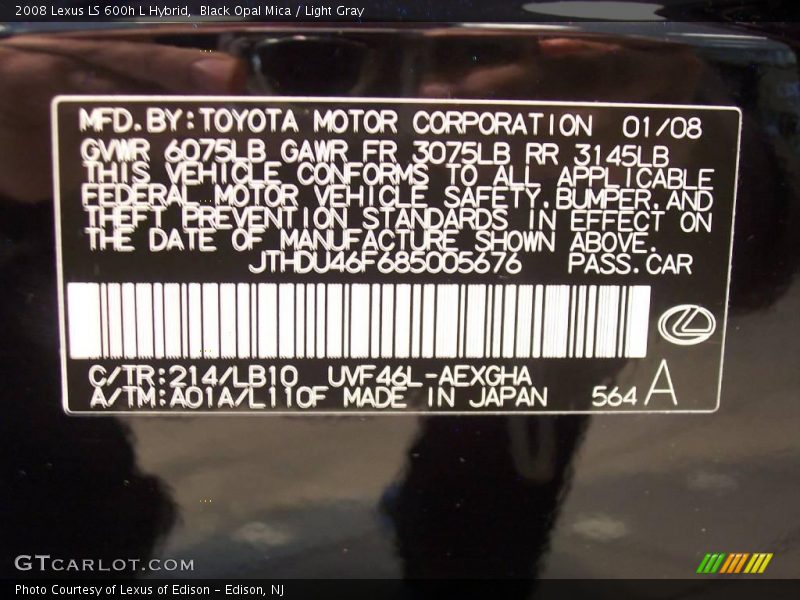 2008 Lexus LS 600h L Hybrid, Black Opal Mica / Light Gray
MFD.BY:TOYOTA MOTOR CORPORATION 01/08
GVWR 6075LB GAWR FR 3075LB RR 3145LB
THIS VEHICLE CONFORMS TO ALL APPLICABLE
FEDERAL MOTOR VEHICLE SAFETY.BUMPER.AND
THEFT PREVENTION STANDARDS IN EFFECT ON
THE DATE OF MANUFACTURE SHOWN ABOVE.
JTHDU46F685005676 PASS.CAR
C/TR:214/LB10 UVF46L-AEXGHA
A/TM:A01A/L110F MADE IN JAPAN 564 A
GTCARLOT.COM
Photo Courtesy of Lexus of Edison - Edison, NJ